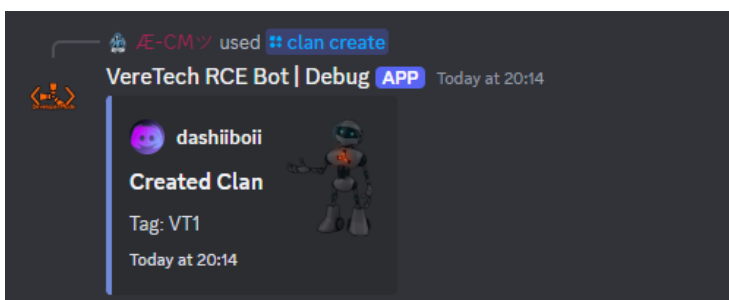 Æ-CMツ used clan create
VereTech RCE Bot | Debug APP Today at 20:14
dashiiboii
Created Clan
Tag: VT1
Today at 20:14